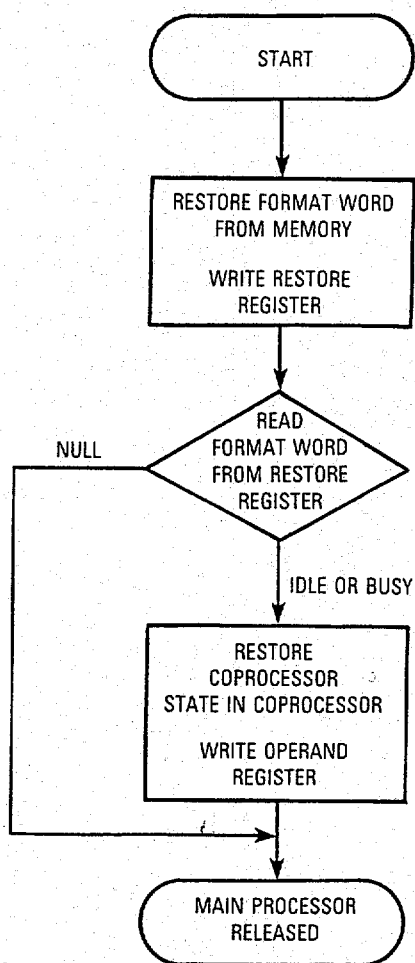 START
RESTORE FORMAT WORD
FROM MEMORY
WRITE RESTORE
REGISTER
READ
FORMAT WORD
FROM RESTORE
REGISTER
NULL
IDLE OR BUSY
RESTORE
COPROCESSOR
STATE IN COPROCESSOR
WRITE OPERAND
REGISTER
MAIN PROCESSOR
RELEASED